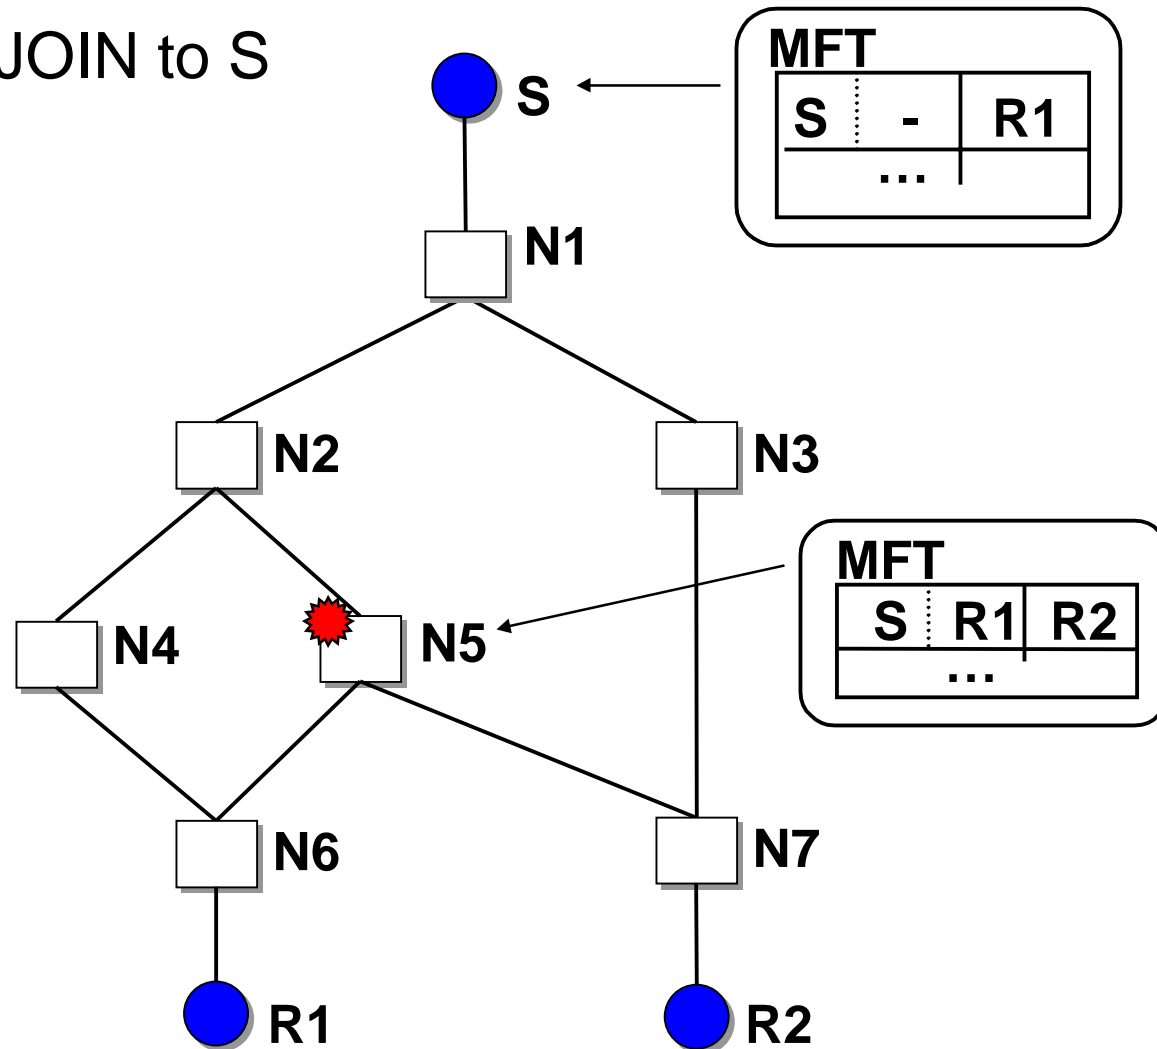 JOIN to S
MFT
S - R1
...
S
N1
N2
N3
MFT
S R1 R2
...
N4
N5
N6
N7
R1
R2